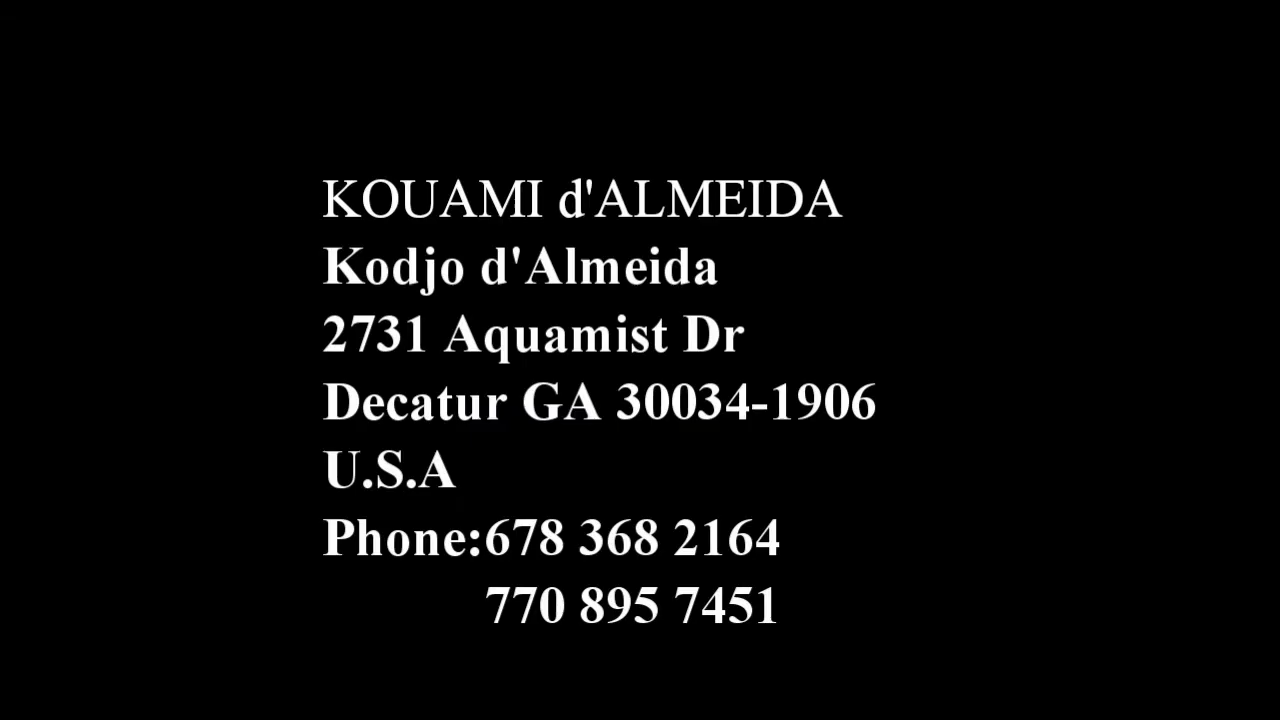 KOUAMI d'ALMEIDA
Kodjo d'Almeida
2731 Aquamist Dr
Decatur GA 30034-1906
U.S.A
Phone:678 368 2164
770 895 7451